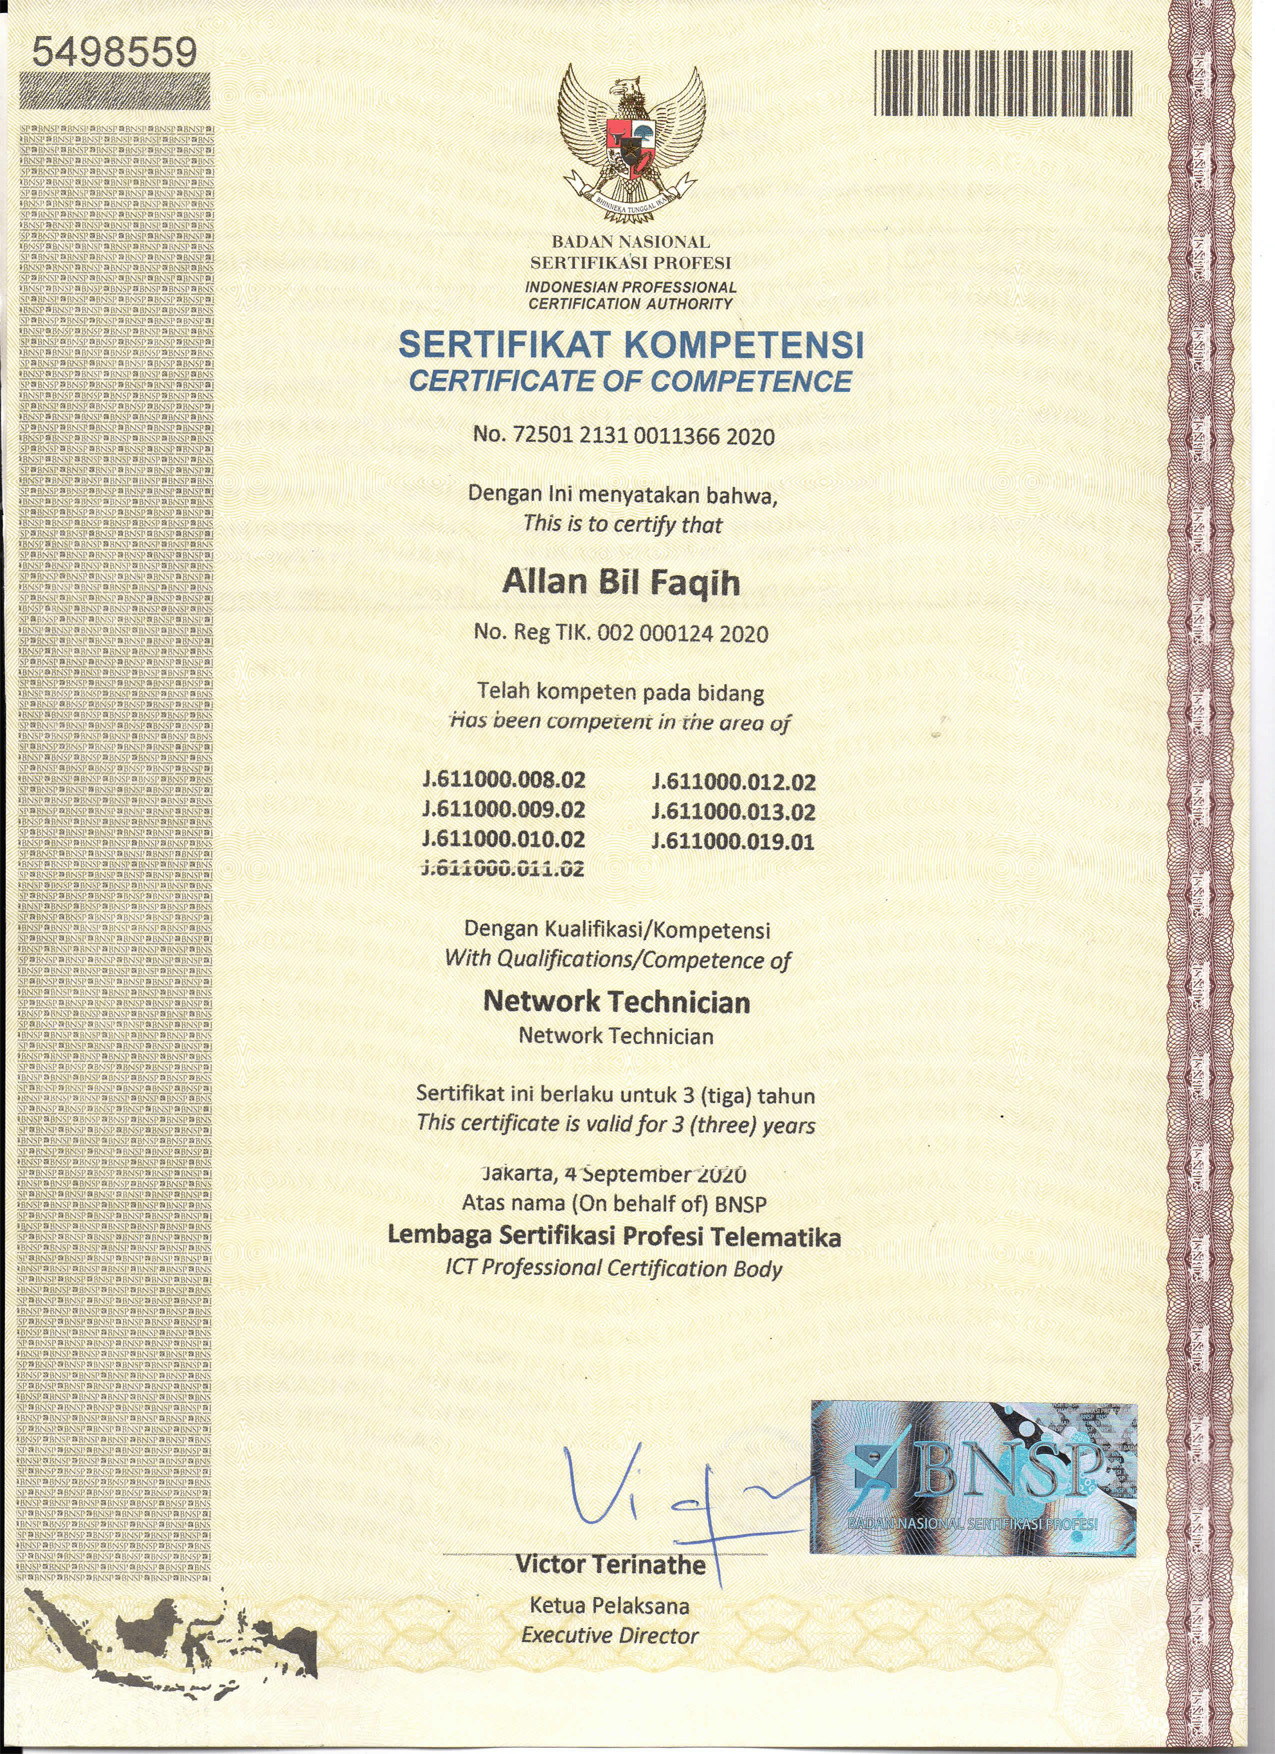 5498559
BHINNEKA TUNGGAL IKA
BADAN NASIONAL
SERTIFIKASI PROFESI
INDONESIAN PROFESSIONAL
CERTIFICATION AUTHORITY
SERTIFIKAT KOMPETENSI
CERTIFICATE OF COMPETENCE
No. 72501 2131 0011366 2020
Dengan Ini menyatakan bahwa,
This is to certify that
Allan Bil Faqih
No. Reg TIK. 002 000124 2020
Telah kompeten pada bidang
Has been competent in the area of
J.611000.008.02 J.611000.012.02
J.611000.009.02 J.611000.013.02
J.611000.010.02 J.611000.019.01
J.611000.011.02
Dengan Kualifikasi/Kompetensi
With Qualifications/Competence of
Network Technician
Network Technician
Sertifikat ini berlaku untuk 3 (tiga) tahun
This certificate is valid for 3 (three) years
Jakarta, 4 September 2020
Atas nama (On behalf of) BNSP
Lembaga Sertifikasi Profesi Telematika
ICT Professional Certification Body
BNSP
BADAN NASIONAL SERTIFIKASI PROFESI
Victor Terinathe
Ketua Pelaksana
Executive Director